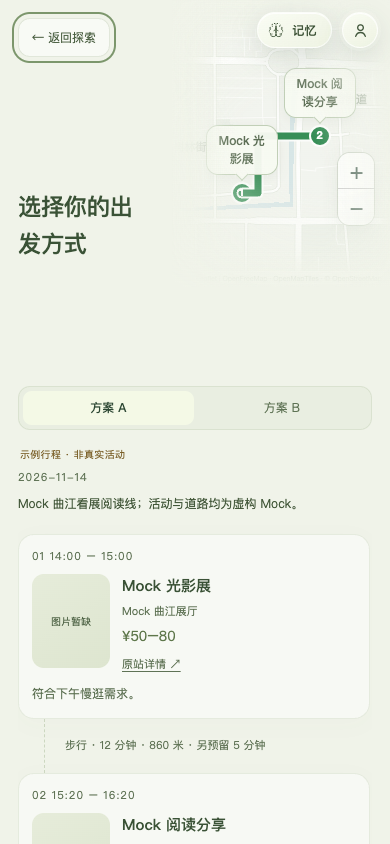 ← 返回探索
记忆
Mock 阅
读分享
道
2
Mock 光
影展
+
−
选择你的出
发方式
方案 A
方案 B
示例行程 · 非真实活动
2026-11-14
Mock 曲江看展阅读线；活动与道路均为虚构 Mock。
01 14:00 — 15:00
图片暂缺
Mock 光影展
Mock 曲江展厅
¥50—80
原站详情 ↗
符合下午慢逛需求。
步行 · 12 分钟 · 860 米 · 另预留 5 分钟
02 15:20 — 16:20
Mock 阅读分享